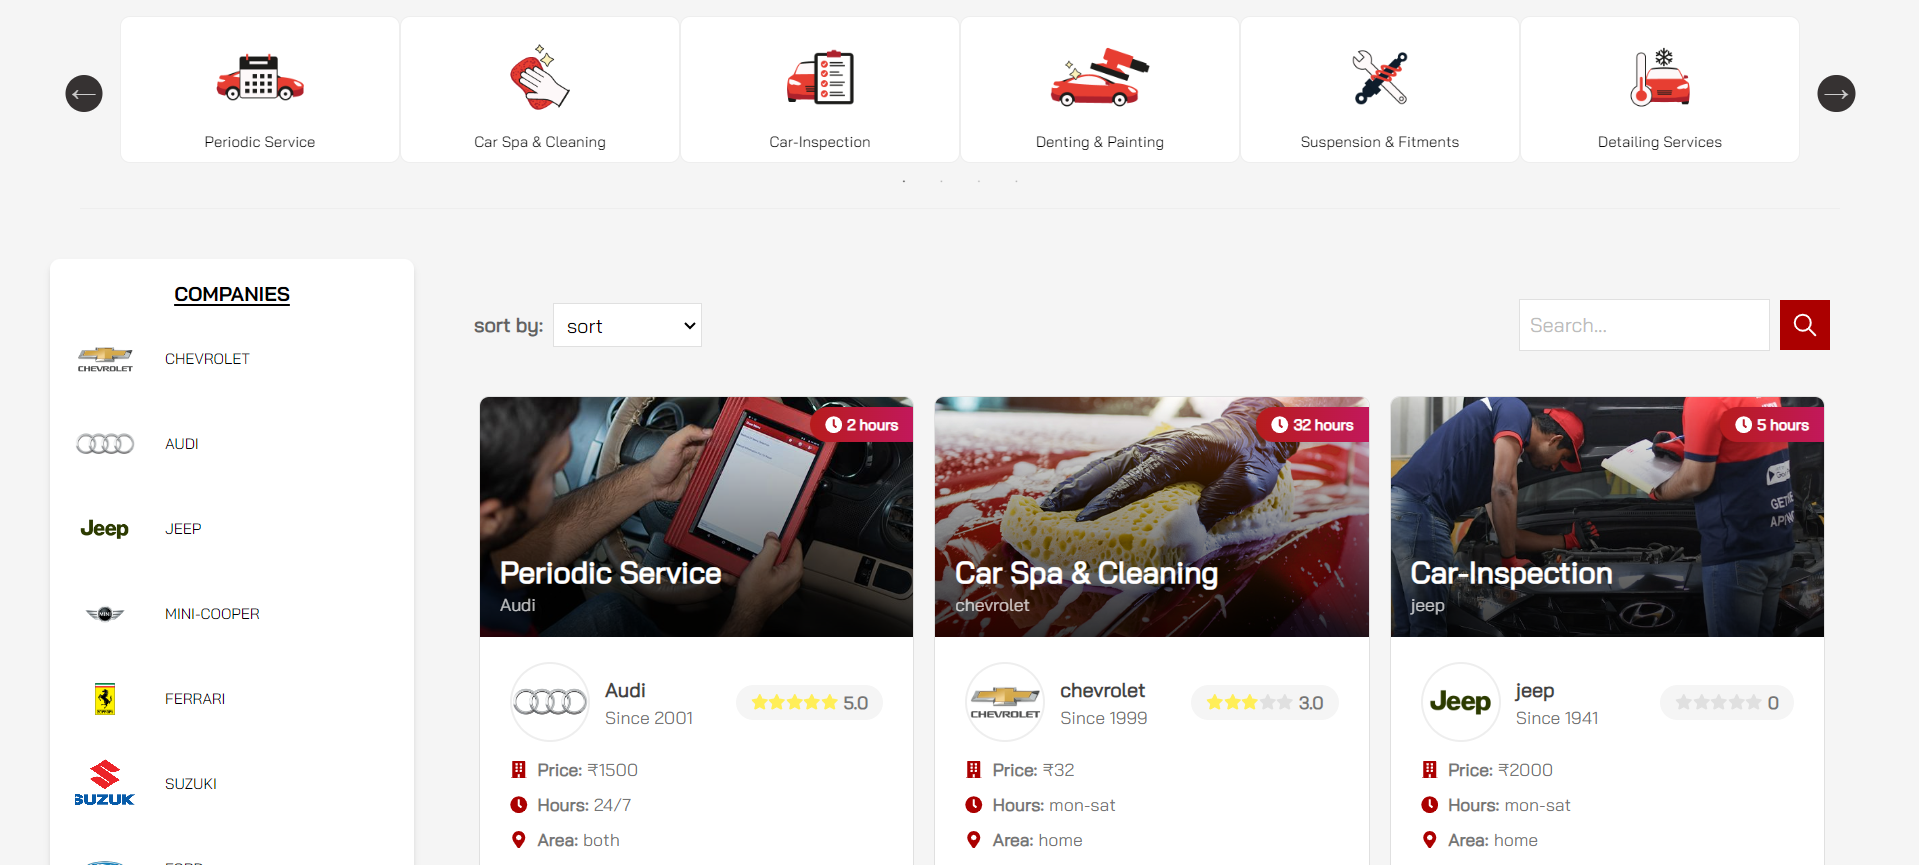 Periodic Service
Car Spa & Cleaning
Car-Inspection
Denting & Painting
Suspension & Fitments
Detailing Services
COMPANIES
CHEVROLET
CHEVROLET
AUDI
Jeep
JEEP
MINI
MINI-COOPER
FERRARI
SUZUK
SUZUKI
sort by:
sort
Search...
2 hours
Periodic Service
Audi
Audi
Since 2001
5.0
Price: ₹1500
Hours: 24/7
Area: both
32 hours
Car Spa & Cleaning
chevrolet
CHEVROLET
chevrolet
Since 1999
3.0
Price: ₹32
Hours: mon-sat
Area: home
5 hours
Car-Inspection
jeep
Jeep
jeep
Since 1941
0
Price: ₹2000
Hours: mon-sat
Area: home